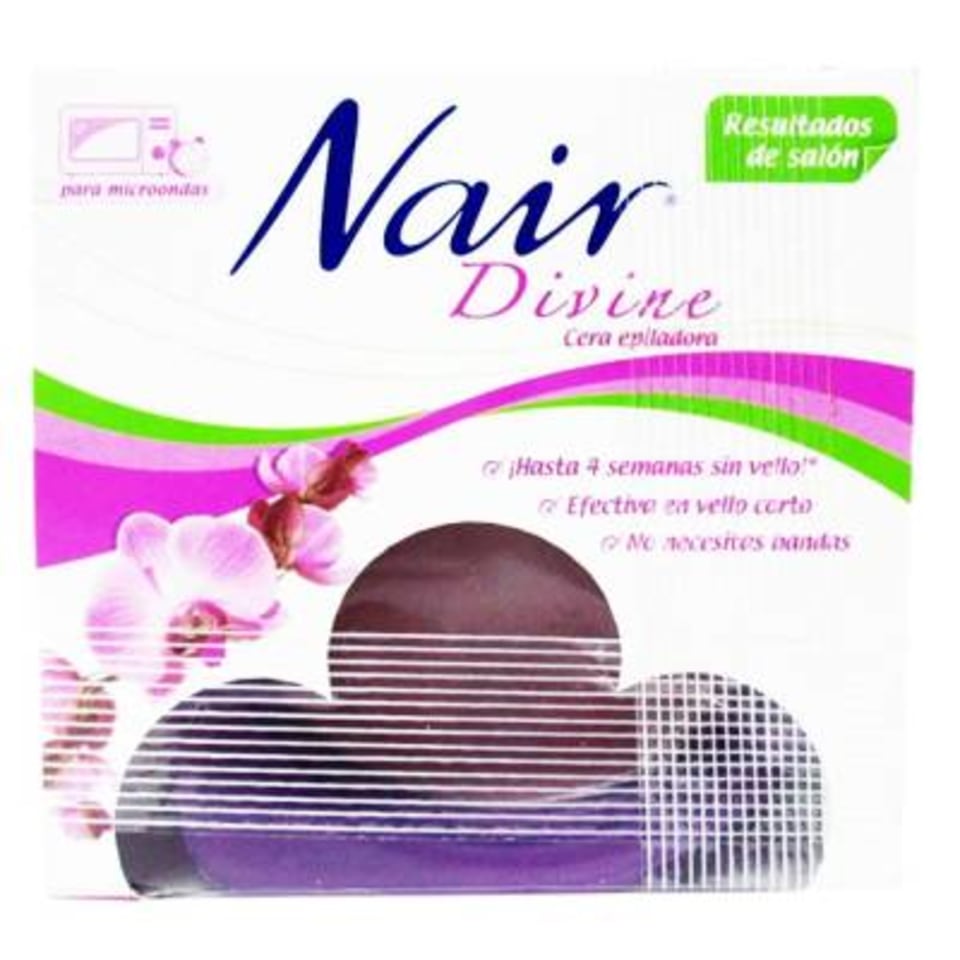 para microondas
Nair
Resultados
de salón
Divine
Cera epiladora
¡Hasta 4 semanas sin vello!*
Efectiva en vello corto
No necesitas bandas